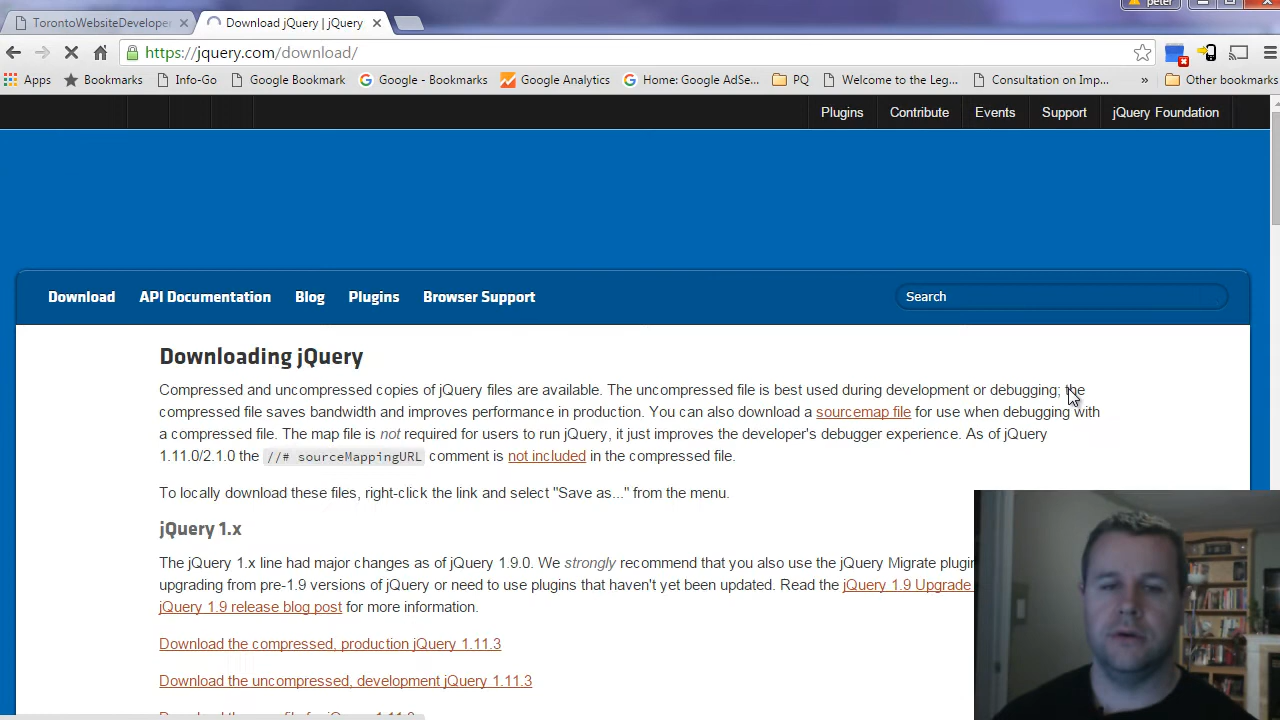 peter
TorontoWebsiteDeveloper
Download jQuery | jQuery
https://jquery.com/download/
Apps Bookmarks Info-Go Google Bookmark Google - Bookmarks Google Analytics Home: Google AdSe... PQ Welcome to the Leg... Consultation on Imp... » Other bookmarks
Plugins Contribute Events Support jQuery Foundation
Download API Documentation Blog Plugins Browser Support Search
Downloading jQuery
Compressed and uncompressed copies of jQuery files are available. The uncompressed file is best used during development or debugging; the
compressed file saves bandwidth and improves performance in production. You can also download a sourcemap file for use when debugging with
a compressed file. The map file is not required for users to run jQuery, it just improves the developer's debugger experience. As of jQuery
1.11.0/2.1.0 the //# sourceMappingURL comment is not included in the compressed file.
To locally download these files, right-click the link and select "Save as..." from the menu.
jQuery 1.x
The jQuery 1.x line had major changes as of jQuery 1.9.0. We strongly recommend that you also use the jQuery Migrate plugin
upgrading from pre-1.9 versions of jQuery or need to use plugins that haven't yet been updated. Read the jQuery 1.9 Upgrade
jQuery 1.9 release blog post for more information.
Download the compressed, production jQuery 1.11.3
Download the uncompressed, development jQuery 1.11.3